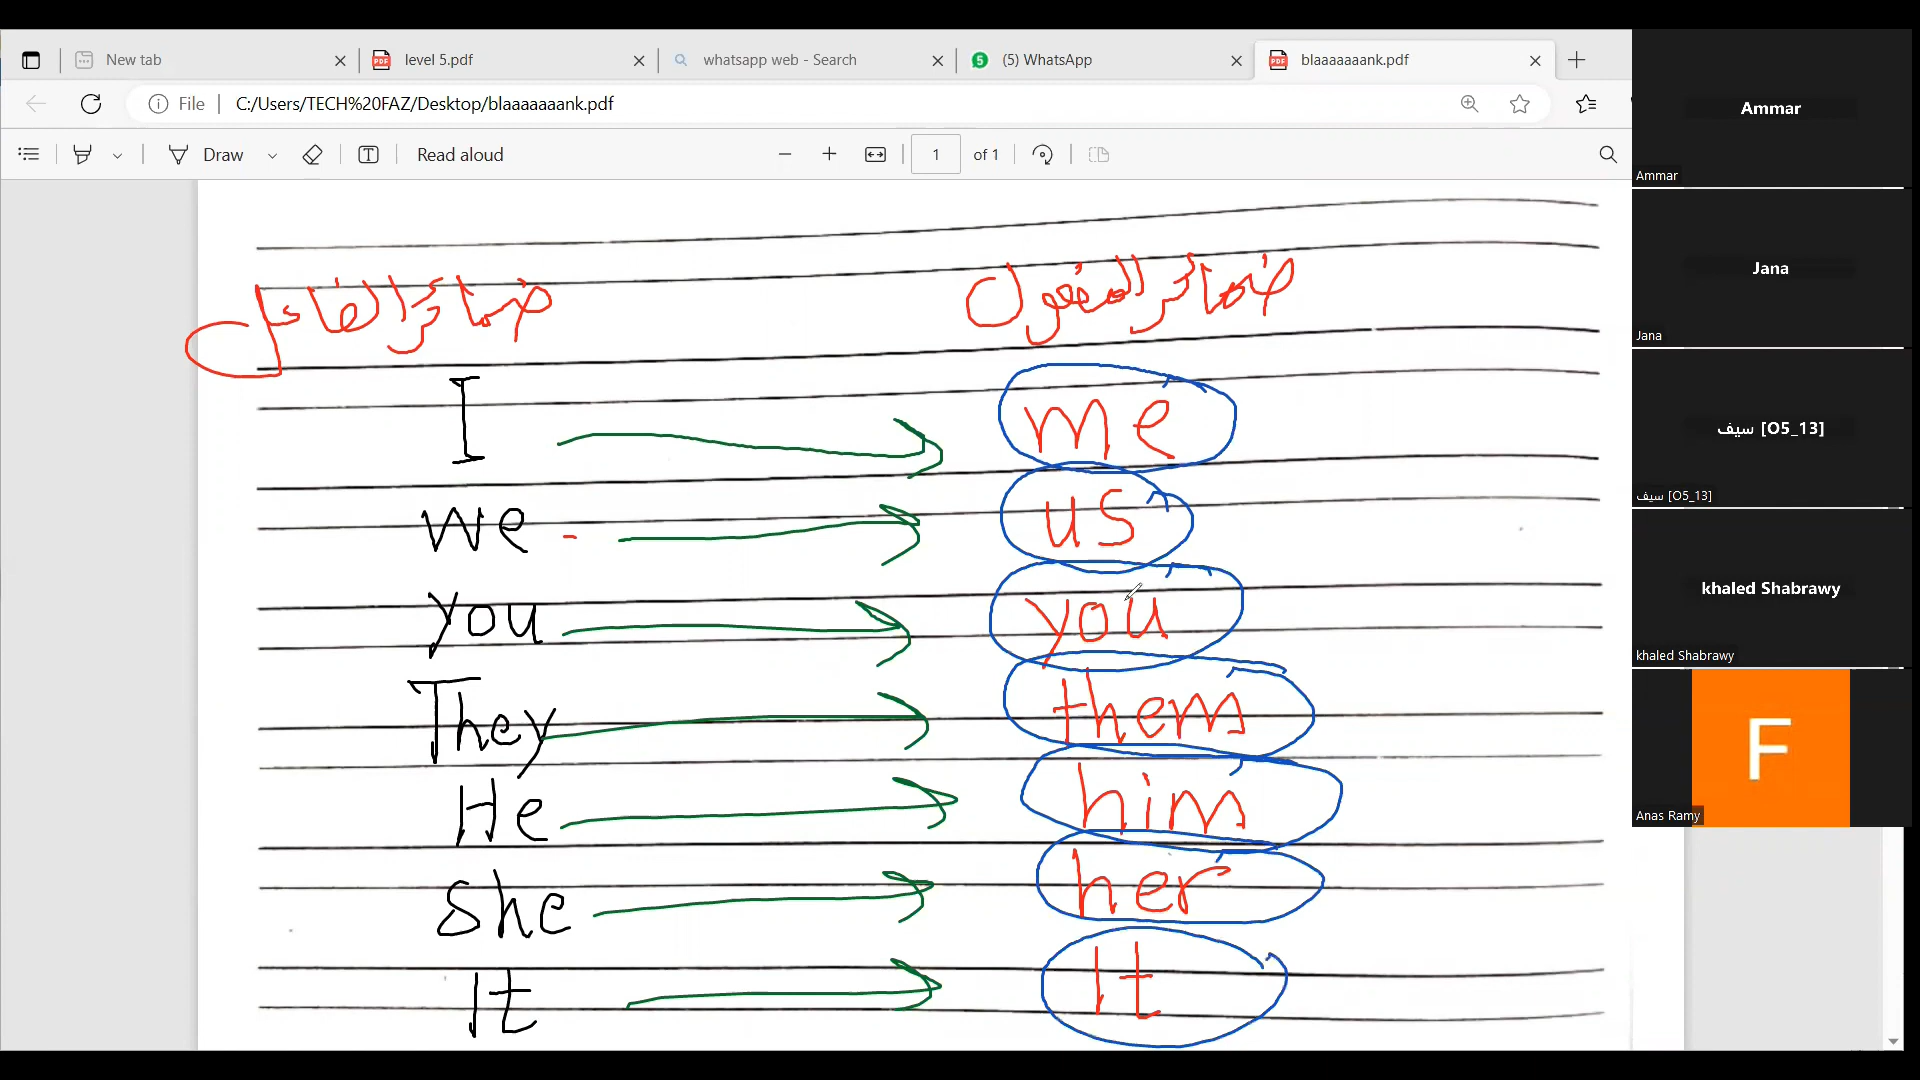 New tab level 5.pdf whatsapp web - Search (5) WhatsApp blaaaaaaank.pdf
File C:/Users/TECH%20FAZ/Desktop/blaaaaaaank.pdf
Draw Read aloud 1 of 1
ضمائر الفاعل ضمائر المفعول
I me
we - us
you you
They them
He him
she her
It It
Ammar
Ammar
Jana
Jana
سيف [O5_13]
سيف [O5_13]
khaled Shabrawy
khaled Shabrawy
F
Anas Ramy